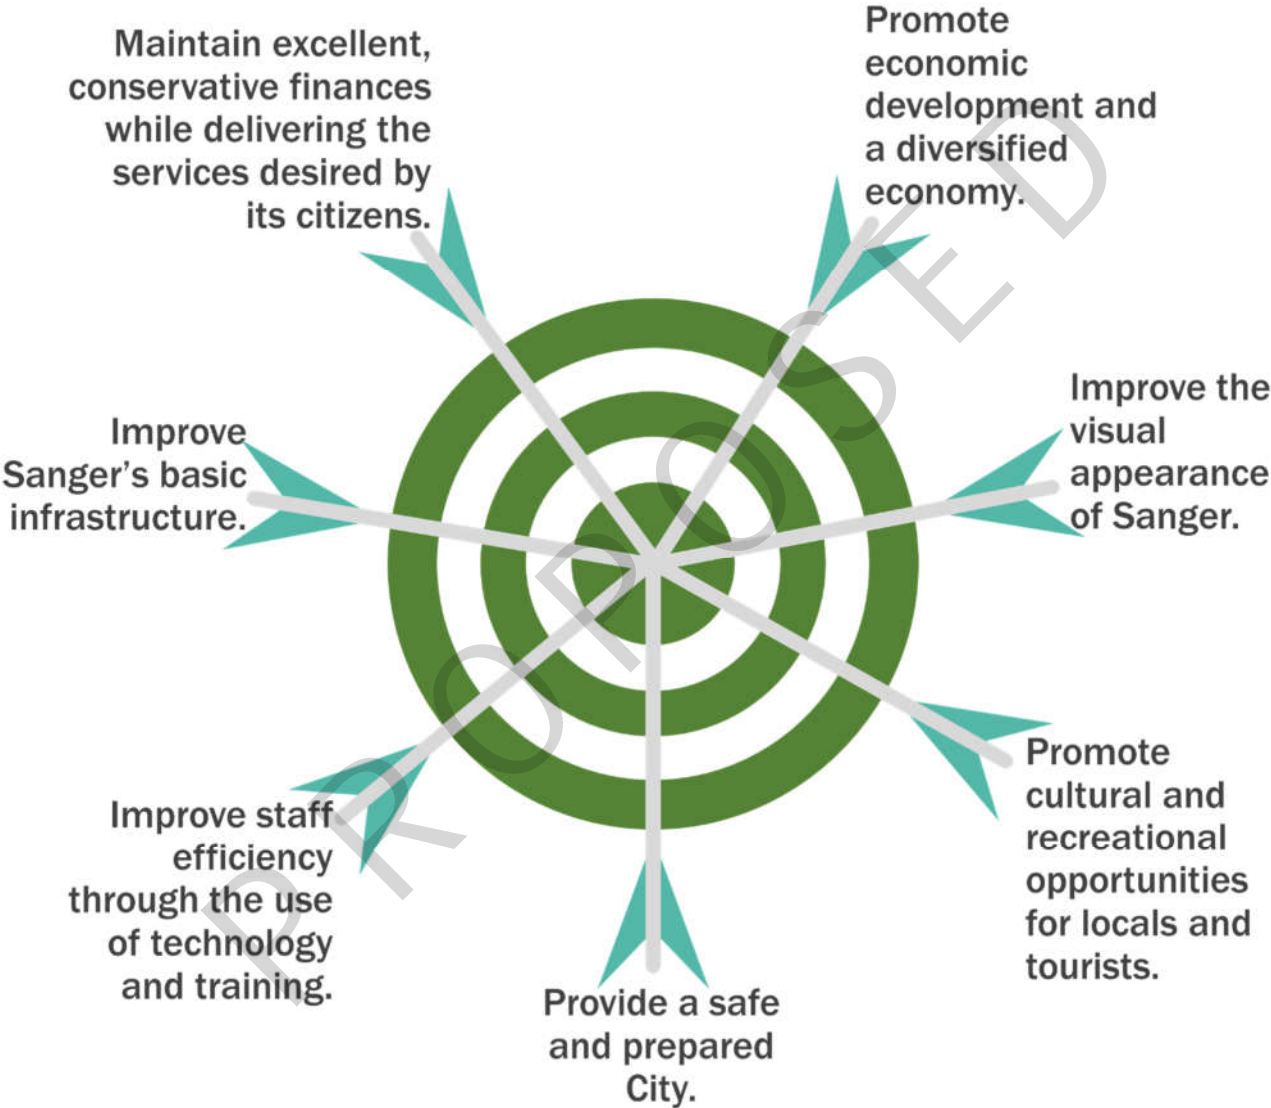 Maintain excellent,
conservative finances
while delivering the
services desired by
its citizens.
Promote
economic
development and
a diversified
economy.
Improve the
visual
appearance
of Sanger.
Promote
cultural and
recreational
opportunities
for locals and
tourists.
Provide a safe
and prepared
City.
Improve staff
efficiency
through the use
of technology
and training.
Improve
Sanger’s basic
infrastructure.
PROPOSED